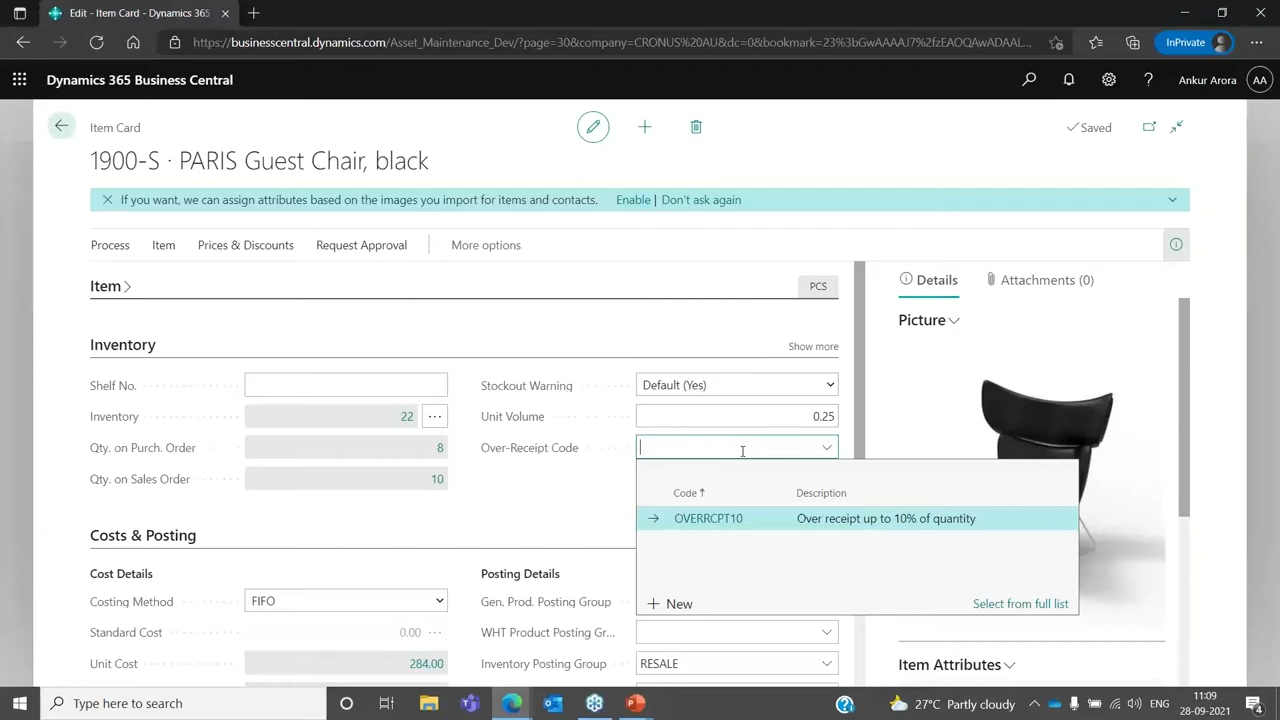 Edit - Item Card - Dynamics 365
https://businesscentral.dynamics.com/Asset_Maintenance_Dev/?page=30&company=CRONUS%20AU&dc=0&bookmark=23%3bGwAAAAJ7%2fzEAOQAwADAAL...
InPrivate
Dynamics 365 Business Central
Ankur Arora AA
Item Card
Saved
1900-S · PARIS Guest Chair, black
If you want, we can assign attributes based on the images you import for items and contacts. Enable | Don't ask again
Process Item Prices & Discounts Request Approval More options
Item PCS
Details Attachments (0)
Picture
Inventory Show more
Shelf No. Stockout Warning Default (Yes)
Inventory 22 Unit Volume 0.25
Qty. on Purch. Order 8 Over-Receipt Code
Qty. on Sales Order 10
Code Description
OVERRCPT10 Over receipt up to 10% of quantity
New Select from full list
Costs & Posting
Cost Details Posting Details
Costing Method FIFO Gen. Prod. Posting Group
Standard Cost 0.00 WHT Product Posting Gr...
Unit Cost 284.00 Inventory Posting Group RESALE
Item Attributes
Type here to search
27°C Partly cloudy ENG 11:09
28-09-2021
4